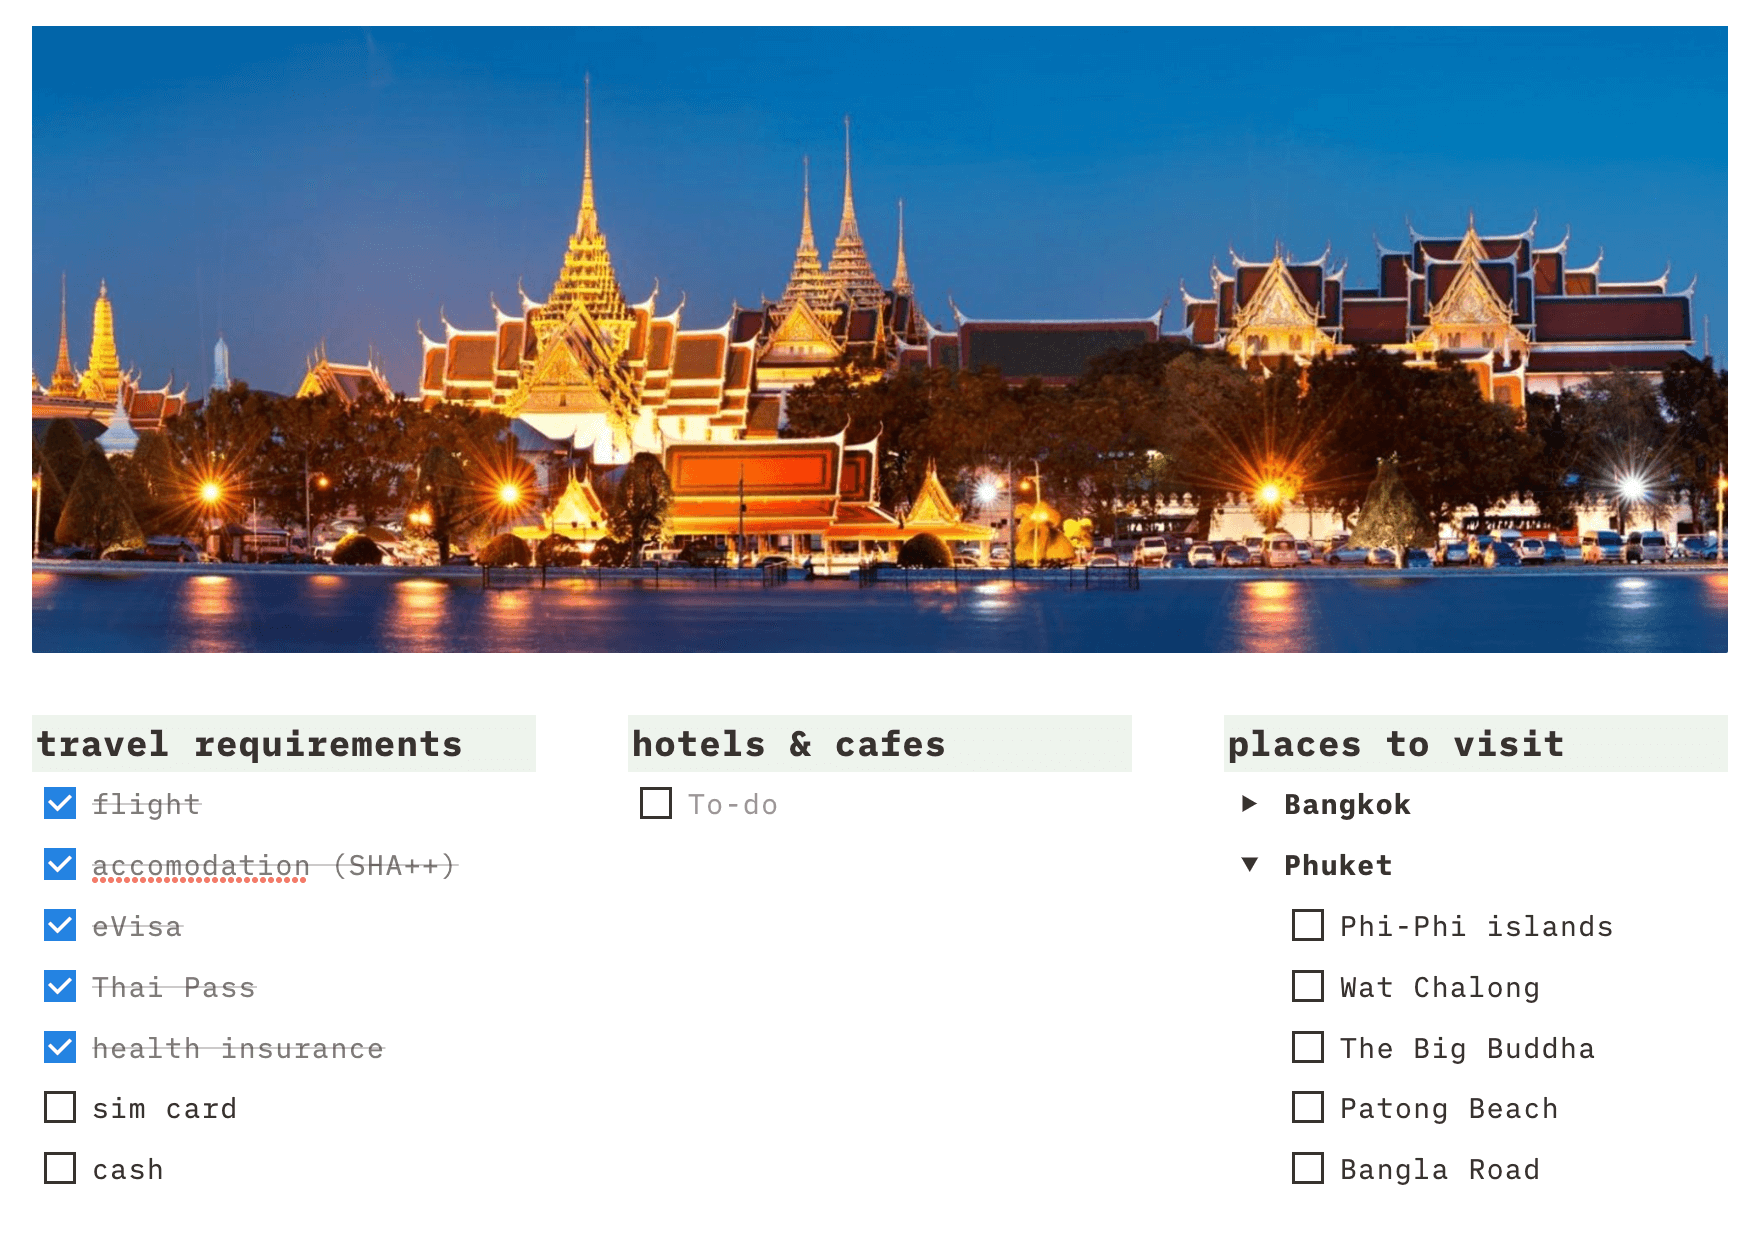 travel requirements
flight
accomodation (SHA++)
eVisa
Thai Pass
health insurance
sim card
cash
hotels & cafes
To-do
places to visit
Bangkok
Phuket
Phi-Phi islands
Wat Chalong
The Big Buddha
Patong Beach
Bangla Road